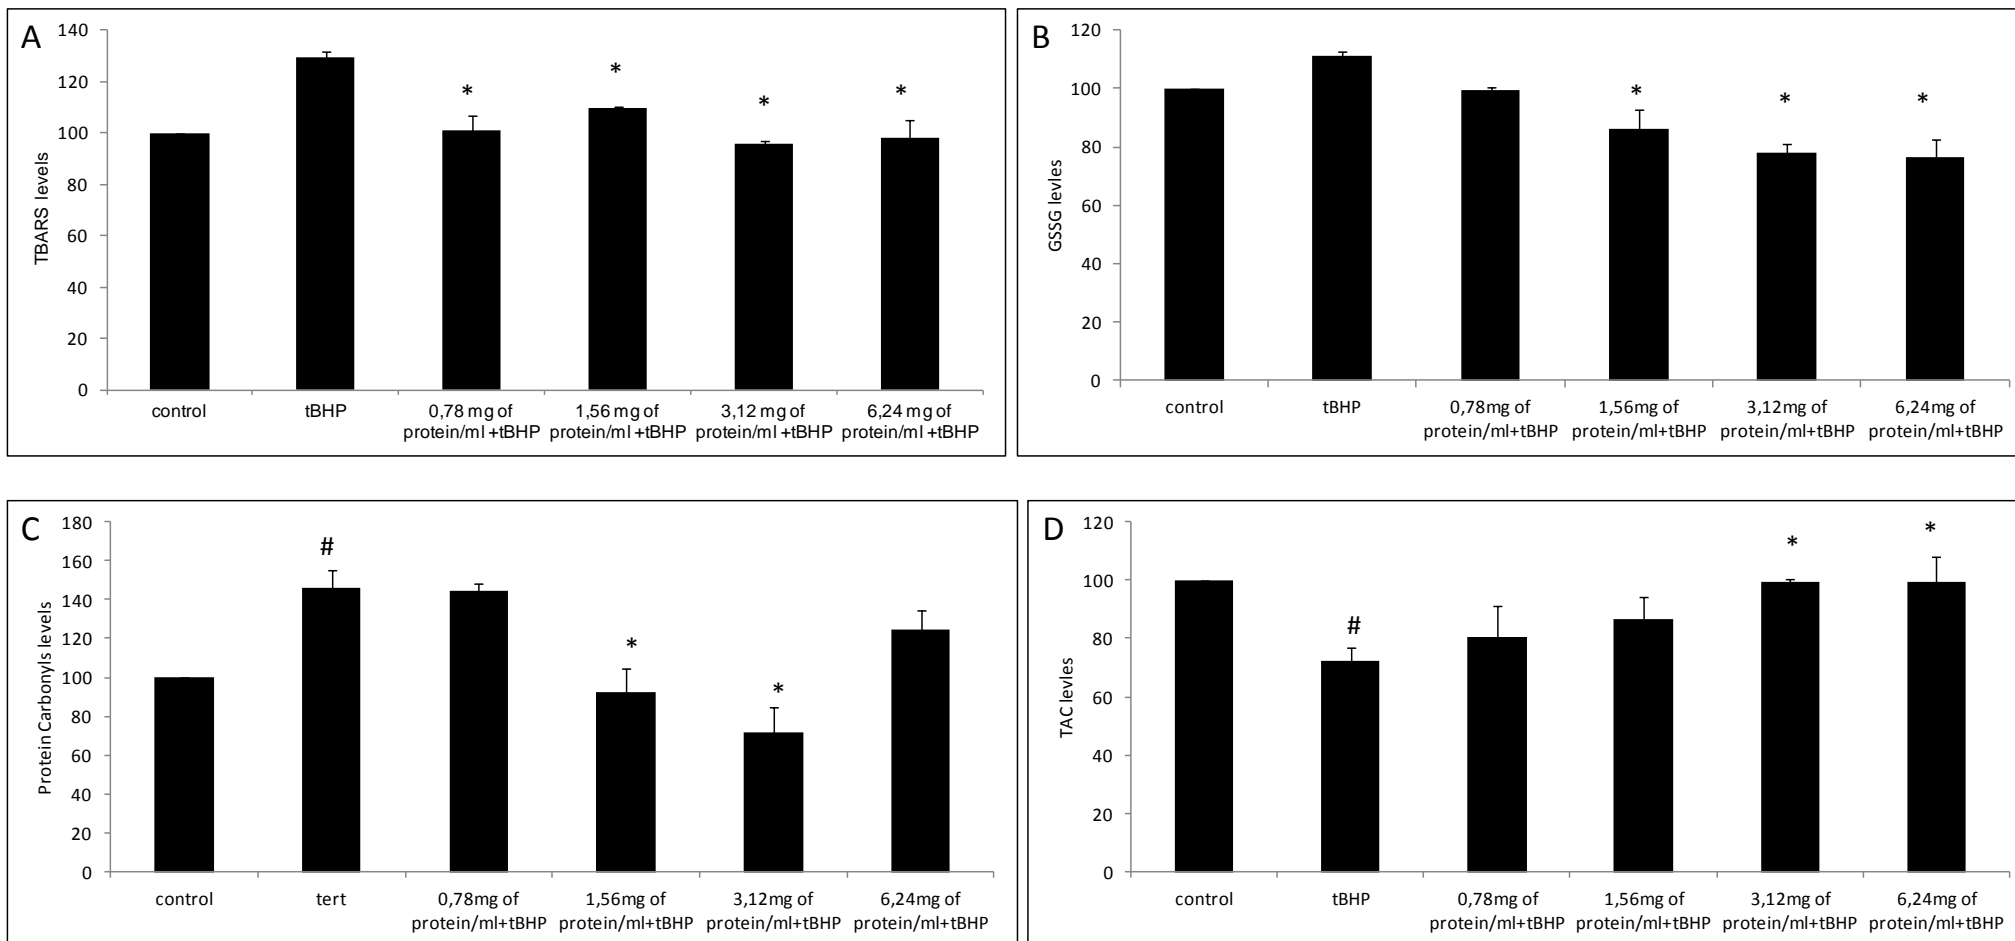 A
TBARS levels
140
120
100
80
60
40
20
0
*
*
*
*
control
tBHP
0,78 mg of
protein/ml +tBHP
1,56 mg of
protein/ml +tBHP
3,12 mg of
protein/ml +tBHP
6,24 mg of
protein/ml +tBHP
B
GSSG levles
120
100
80
60
40
20
0
*
*
*
control
tBHP
0,78mg of
protein/ml+tBHP
1,56mg of
protein/ml+tBHP
3,12mg of
protein/ml+tBHP
6,24mg of
protein/ml+tBHP
C
Protein Carbonyls levels
180
160
140
120
100
80
60
40
20
0
#
*
*
control
tert
0,78mg of
protein/ml+tBHP
1,56mg of
protein/ml+tBHP
3,12mg of
protein/ml+tBHP
6,24mg of
protein/ml+tBHP
D
TAC levles
120
100
80
60
40
20
0
#
*
*
control
tBHP
0,78mg of
protein/ml+tBHP
1,56mg of
protein/ml+tBHP
3,12mg of
protein/ml+tBHP
6,24mg of
protein/ml+tBHP